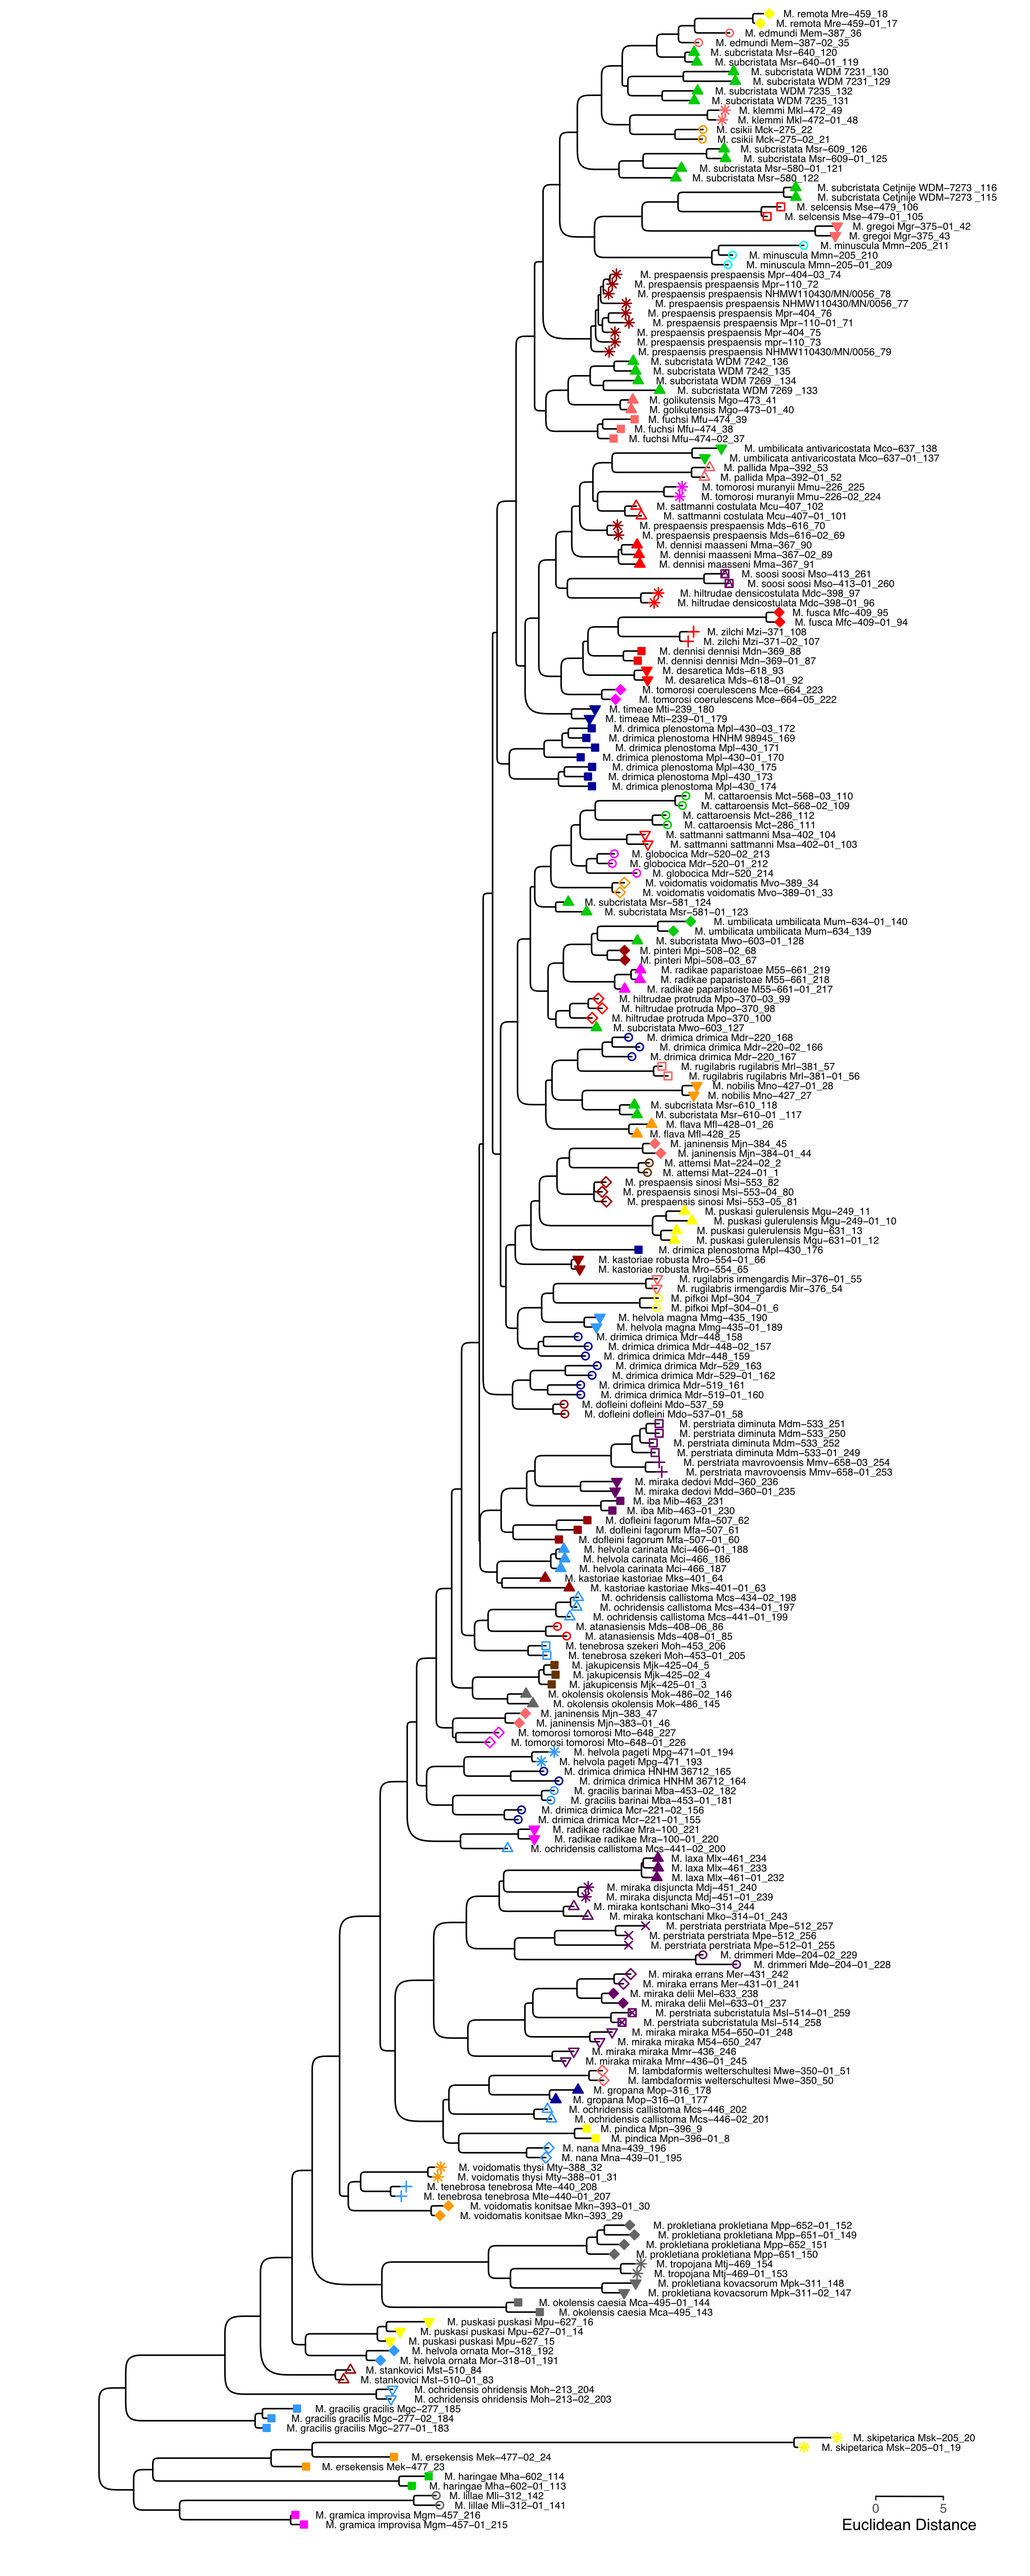 M. remota Mre−459_18
M. remota Mre−459−01_17
M. edmundi Mem−387_36
M. edmundi Mem−387−02_35
M. subcristata Msr−640_120
M. subcristata Msr−640−01_119
M. subcristata WDM 7231_130
M. subcristata WDM 7231_129
M. subcristata WDM 7235_132
M. subcristata WDM 7235_131
M. klemmi Mkl−472_49
M. klemmi Mkl−472−01_48
M. csikii Mck−275_22
M. csikii Mck−275−02_21
M. subcristata Msr−609_126
M. subcristata Msr−609−01_125
M. subcristata Msr−580−01_121
M. subcristata Msr−580_122
M. subcristata Cetjnije WDM−7273 _116
M. subcristata Cetjnije WDM−7273 _115
M. selcensis Mse−479_106
M. selcensis Mse−479−01_105
M. gregoi Mgr−375−01_42
M. gregoi Mgr−375_43
M. minuscula Mmn−205_211
M. minuscula Mmn−205_210
M. minuscula Mmn−205−01_209
M. prespaensis prespaensis Mpr−404−03_74
M. prespaensis prespaensis Mpr−110_72
M. prespaensis prespaensis NHMW110430/MN/0056_78
M. prespaensis prespaensis NHMW110430/MN/0056_77
M. prespaensis prespaensis Mpr−404_76
M. prespaensis prespaensis Mpr−110−01_71
M. prespaensis prespaensis Mpr−404_75
M. prespaensis prespaensis mpr−110_73
M. prespaensis prespaensis NHMW110430/MN/0056_79
M. subcristata WDM 7242_136
M. subcristata WDM 7242_135
M. subcristata WDM 7269 _134
M. subcristata WDM 7269 _133
M. golikutensis Mgo−473_41
M. golikutensis Mgo−473−01_40
M. fuchsi Mfu−474_39
M. fuchsi Mfu−474_38
M. fuchsi Mfu−474−02_37
M. umbilicata antivaricostata Mco−637_138
M. umbilicata antivaricostata Mco−637−01_137
M. pallida Mpa−392_53
M. pallida Mpa−392−01_52
M. tomorosi muranyii Mmu−226_225
M. tomorosi muranyii Mmu−226−02_224
M. sattmanni costulata Mcu−407_102
M. sattmanni costulata Mcu−407−01_101
M. prespaensis prespaensis Mds−616_70
M. prespaensis prespaensis Mds−616−02_69
M. dennisi maasseni Mma−367_90
M. dennisi maasseni Mma−367−02_89
M. dennisi maasseni Mma−367_91
M. soosi soosi Mso−413_261
M. soosi soosi Mso−413−01_260
M. hiltrudae densicostulata Mdc−398_97
M. hiltrudae densicostulata Mdc−398−01_96
M. fusca Mfc−409_95
M. fusca Mfc−409−01_94
M. zilchi Mzi−371_108
M. zilchi Mzi−371−02_107
M. dennisi dennisi Mdn−369_88
M. dennisi dennisi Mdn−369−01_87
M. desaretica Mds−618_93
M. desaretica Mds−618−01_92
M. tomorosi coerulescens Mce−664_223
M. tomorosi coerulescens Mce−664−05_222
M. timeae Mti−239_180
M. timeae Mti−239−01_179
M. drimica plenostoma Mpl−430−03_172
M. drimica plenostoma HNHM 98945_169
M. drimica plenostoma Mpl−430_171
M. drimica plenostoma Mpl−430−01_170
M. drimica plenostoma Mpl−430_175
M. drimica plenostoma Mpl−430_173
M. drimica plenostoma Mpl−430_174
M. cattaroensis Mct−568−03_110
M. cattaroensis Mct−568−02_109
M. cattaroensis Mct−286_112
M. cattaroensis Mct−286_111
M. sattmanni sattmanni Msa−402_104
M. sattmanni sattmanni Msa−402−01_103
M. globocica Mdr−520−02_213
M. globocica Mdr−520−01_212
M. globocica Mdr−520_214
M. voidomatis voidomatis Mvo−389_34
M. voidomatis voidomatis Mvo−389−01_33
M. subcristata Msr−581_124
M. subcristata Msr−581−01_123
M. umbilicata umbilicata Mum−634−01_140
M. umbilicata umbilicata Mum−634_139
M. subcristata Mwo−603−01_128
M. pinteri Mpi−508−02_68
M. pinteri Mpi−508−03_67
M. radikae paparistoae M55−661_219
M. radikae paparistoae M55−661_218
M. radikae paparistoae M55−661−01_217
M. hiltrudae protruda Mpo−370−03_99
M. hiltrudae protruda Mpo−370_98
M. hiltrudae protruda Mpo−370_100
M. subcristata Mwo−603_127
M. drimica drimica Mdr−220_168
M. drimica drimica Mdr−220−02_166
M. drimica drimica Mdr−220_167
M. rugilabris rugilabris Mrl−381_57
M. rugilabris rugilabris Mrl−381−01_56
M. nobilis Mno−427−01_28
M. nobilis Mno−427_27
M. subcristata Msr−610_118
M. subcristata Msr−610−01 _117
M. flava Mfl−428−01_26
M. flava Mfl−428_25
M. janinensis Mjn−384_45
M. janinensis Mjn−384−01_44
M. attemsi Mat−224−02_2
M. attemsi Mat−224−01_1
M. prespaensis sinosi Msi−553_82
M. prespaensis sinosi Msi−553−04_80
M. prespaensis sinosi Msi−553−05_81
M. puskasi gulerulensis Mgu−249_11
M. puskasi gulerulensis Mgu−249−01_10
M. puskasi gulerulensis Mgu−631_13
M. puskasi gulerulensis Mgu−631−01_12
M. drimica plenostoma Mpl−430_176
M. kastoriae robusta Mro−554−01_66
M. kastoriae robusta Mro−554_65
M. rugilabris irmengardis Mir−376−01_55
M. rugilabris irmengardis Mir−376_54
M. pifkoi Mpf−304_7
M. pifkoi Mpf−304−01_6
M. helvola magna Mmg−435_190
M. helvola magna Mmg−435−01_189
M. drimica drimica Mdr−448_158
M. drimica drimica Mdr−448−02_157
M. drimica drimica Mdr−448_159
M. drimica drimica Mdr−529_163
M. drimica drimica Mdr−529−01_162
M. drimica drimica Mdr−519_161
M. drimica drimica Mdr−519−01_160
M. dofleini dofleini Mdo−537_59
M. dofleini dofleini Mdo−537−01_58
M. perstriata diminuta Mdm−533_251
M. perstriata diminuta Mdm−533_250
M. perstriata diminuta Mdm−533_252
M. perstriata diminuta Mdm−533−01_249
M. perstriata mavrovoensis Mmv−658−03_254
M. perstriata mavrovoensis Mmv−658−01_253
M. miraka dedovi Mdd−360_236
M. miraka dedovi Mdd−360−01_235
M. iba Mib−463_231
M. iba Mib−463−01_230
M. dofleini fagorum Mfa−507_62
M. dofleini fagorum Mfa−507_61
M. dofleini fagorum Mfa−507−01_60
M. helvola carinata Mci−466−01_188
M. helvola carinata Mci−466_186
M. helvola carinata Mci−466_187
M. kastoriae kastoriae Mks−401_64
M. kastoriae kastoriae Mks−401−01_63
M. ochridensis callistoma Mcs−434−02_198
M. ochridensis callistoma Mcs−434−01_197
M. ochridensis callistoma Mcs−441−01_199
M. atanasiensis Mds−408−06_86
M. atanasiensis Mds−408−01_85
M. tenebrosa szekeri Moh−453_206
M. tenebrosa szekeri Moh−453−01_205
M. jakupicensis Mjk−425−04_5
M. jakupicensis Mjk−425−02_4
M. jakupicensis Mjk−425−01_3
M. okolensis okolensis Mok−486−02_146
M. okolensis okolensis Mok−486_145
M. janinensis Mjn−383_47
M. janinensis Mjn−383−01_46
M. tomorosi tomorosi Mto−648_227
M. tomorosi tomorosi Mto−648−01_226
M. helvola pageti Mpg−471−01_194
M. helvola pageti Mpg−471_193
M. drimica drimica HNHM 36712_165
M. drimica drimica HNHM 36712_164
M. gracilis barinai Mba−453−02_182
M. gracilis barinai Mba−453−01_181
M. drimica drimica Mcr−221−02_156
M. drimica drimica Mcr−221−01_155
M. radikae radikae Mra−100_221
M. radikae radikae Mra−100−01_220
M. ochridensis callistoma Mcs−441−02_200
M. laxa Mlx−461_234
M. laxa Mlx−461_233
M. laxa Mlx−461−01_232
M. miraka disjuncta Mdj−451_240
M. miraka disjuncta Mdj−451−01_239
M. miraka kontschani Mko−314_244
M. miraka kontschani Mko−314−01_243
M. perstriata perstriata Mpe−512_257
M. perstriata perstriata Mpe−512_256
M. perstriata perstriata Mpe−512−01_255
M. drimmeri Mde−204−02_229
M. drimmeri Mde−204−01_228
M. miraka errans Mer−431_242
M. miraka errans Mer−431−01_241
M. miraka delii Mel−633_238
M. miraka delii Mel−633−01_237
M. perstriata subcristatula Msl−514−01_259
M. perstriata subcristatula Msl−514_258
M. miraka miraka M54−650−01_248
M. miraka miraka M54−650_247
M. miraka miraka Mmr−436_246
M. miraka miraka Mmr−436−01_245
M. lambdaformis welterschultesi Mwe−350−01_51
M. lambdaformis welterschultesi Mwe−350_50
M. gropana Mop−316_178
M. gropana Mop−316−01_177
M. ochridensis callistoma Mcs−446_202
M. ochridensis callistoma Mcs−446−02_201
M. pindica Mpn−396_9
M. pindica Mpn−396−01_8
M. nana Mna−439_196
M. nana Mna−439−01_195
M. voidomatis thysi Mty−388_32
M. voidomatis thysi Mty−388−01_31
M. tenebrosa tenebrosa Mte−440_208
M. tenebrosa tenebrosa Mte−440−01_207
M. voidomatis konitsae Mkn−393−01_30
M. voidomatis konitsae Mkn−393_29
M. prokletiana prokletiana Mpp−652−01_152
M. prokletiana prokletiana Mpp−651−01_149
M. prokletiana prokletiana Mpp−652_151
M. prokletiana prokletiana Mpp−651_150
M. tropojana Mtj−469_154
M. tropojana Mtj−469−01_153
M. prokletiana kovacsorum Mpk−311_148
M. prokletiana kovacsorum Mpk−311−02_147
M. okolensis caesia Mca−495−01_144
M. okolensis caesia Mca−495_143
M. puskasi puskasi Mpu−627_16
M. puskasi puskasi Mpu−627−01_14
M. puskasi puskasi Mpu−627_15
M. helvola ornata Mor−318_192
M. helvola ornata Mor−318−01_191
M. stankovici Mst−510_84
M. stankovici Mst−510−01_83
M. ochridensis ohridensis Moh−213_204
M. ochridensis ohridensis Moh−213−02_203
M. gracilis gracilis Mgc−277_185
M. gracilis gracilis Mgc−277−02_184
M. gracilis gracilis Mgc−277−01_183
M. skipetarica Msk−205_20
M. skipetarica Msk−205−01_19
M. ersekensis Mek−477−02_24
M. ersekensis Mek−477_23
M. haringae Mha−602_114
M. haringae Mha−602−01_113
M. lillae Mli−312_142
M. lillae Mli−312−01_141
M. gramica improvisa Mgm−457_216
M. gramica improvisa Mgm−457−01_215
0 5
Euclidean Distance